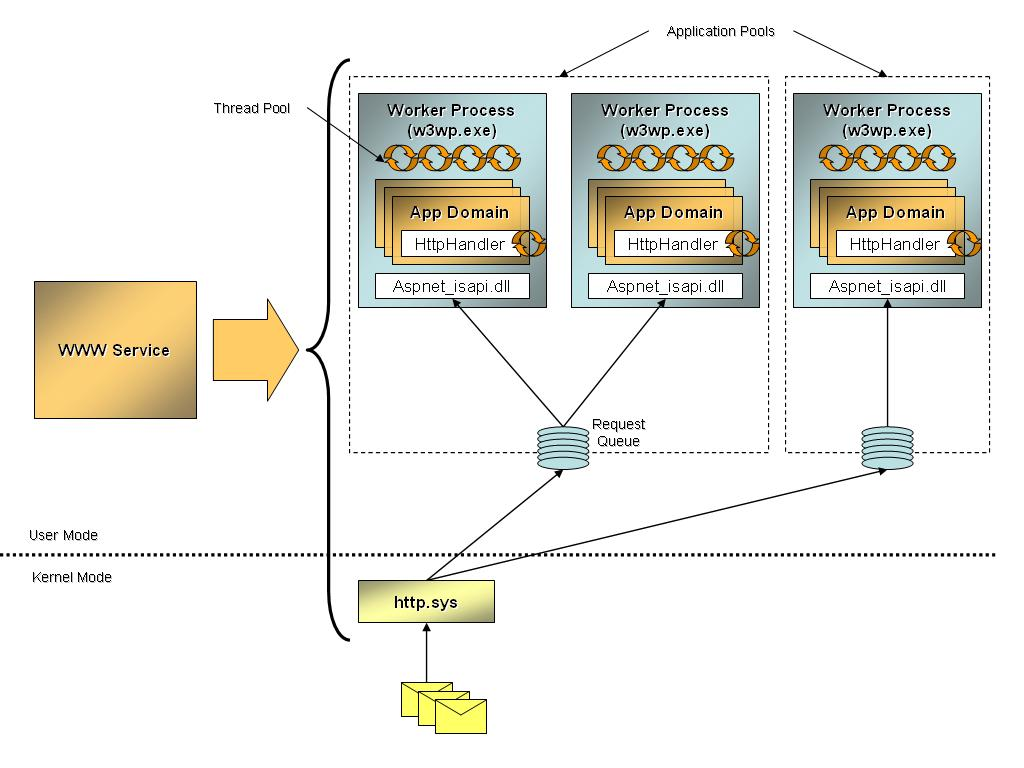 Application Pools
Thread Pool
Worker Process
(w3wp.exe)
App Domain
HttpHandler
Aspnet_isapi.dll
Worker Process
(w3wp.exe)
App Domain
HttpHandler
Aspnet_isapi.dll
Worker Process
(w3wp.exe)
App Domain
HttpHandler
Aspnet_isapi.dll
WWW Service
Request
Queue
User Mode
Kernel Mode
http.sys